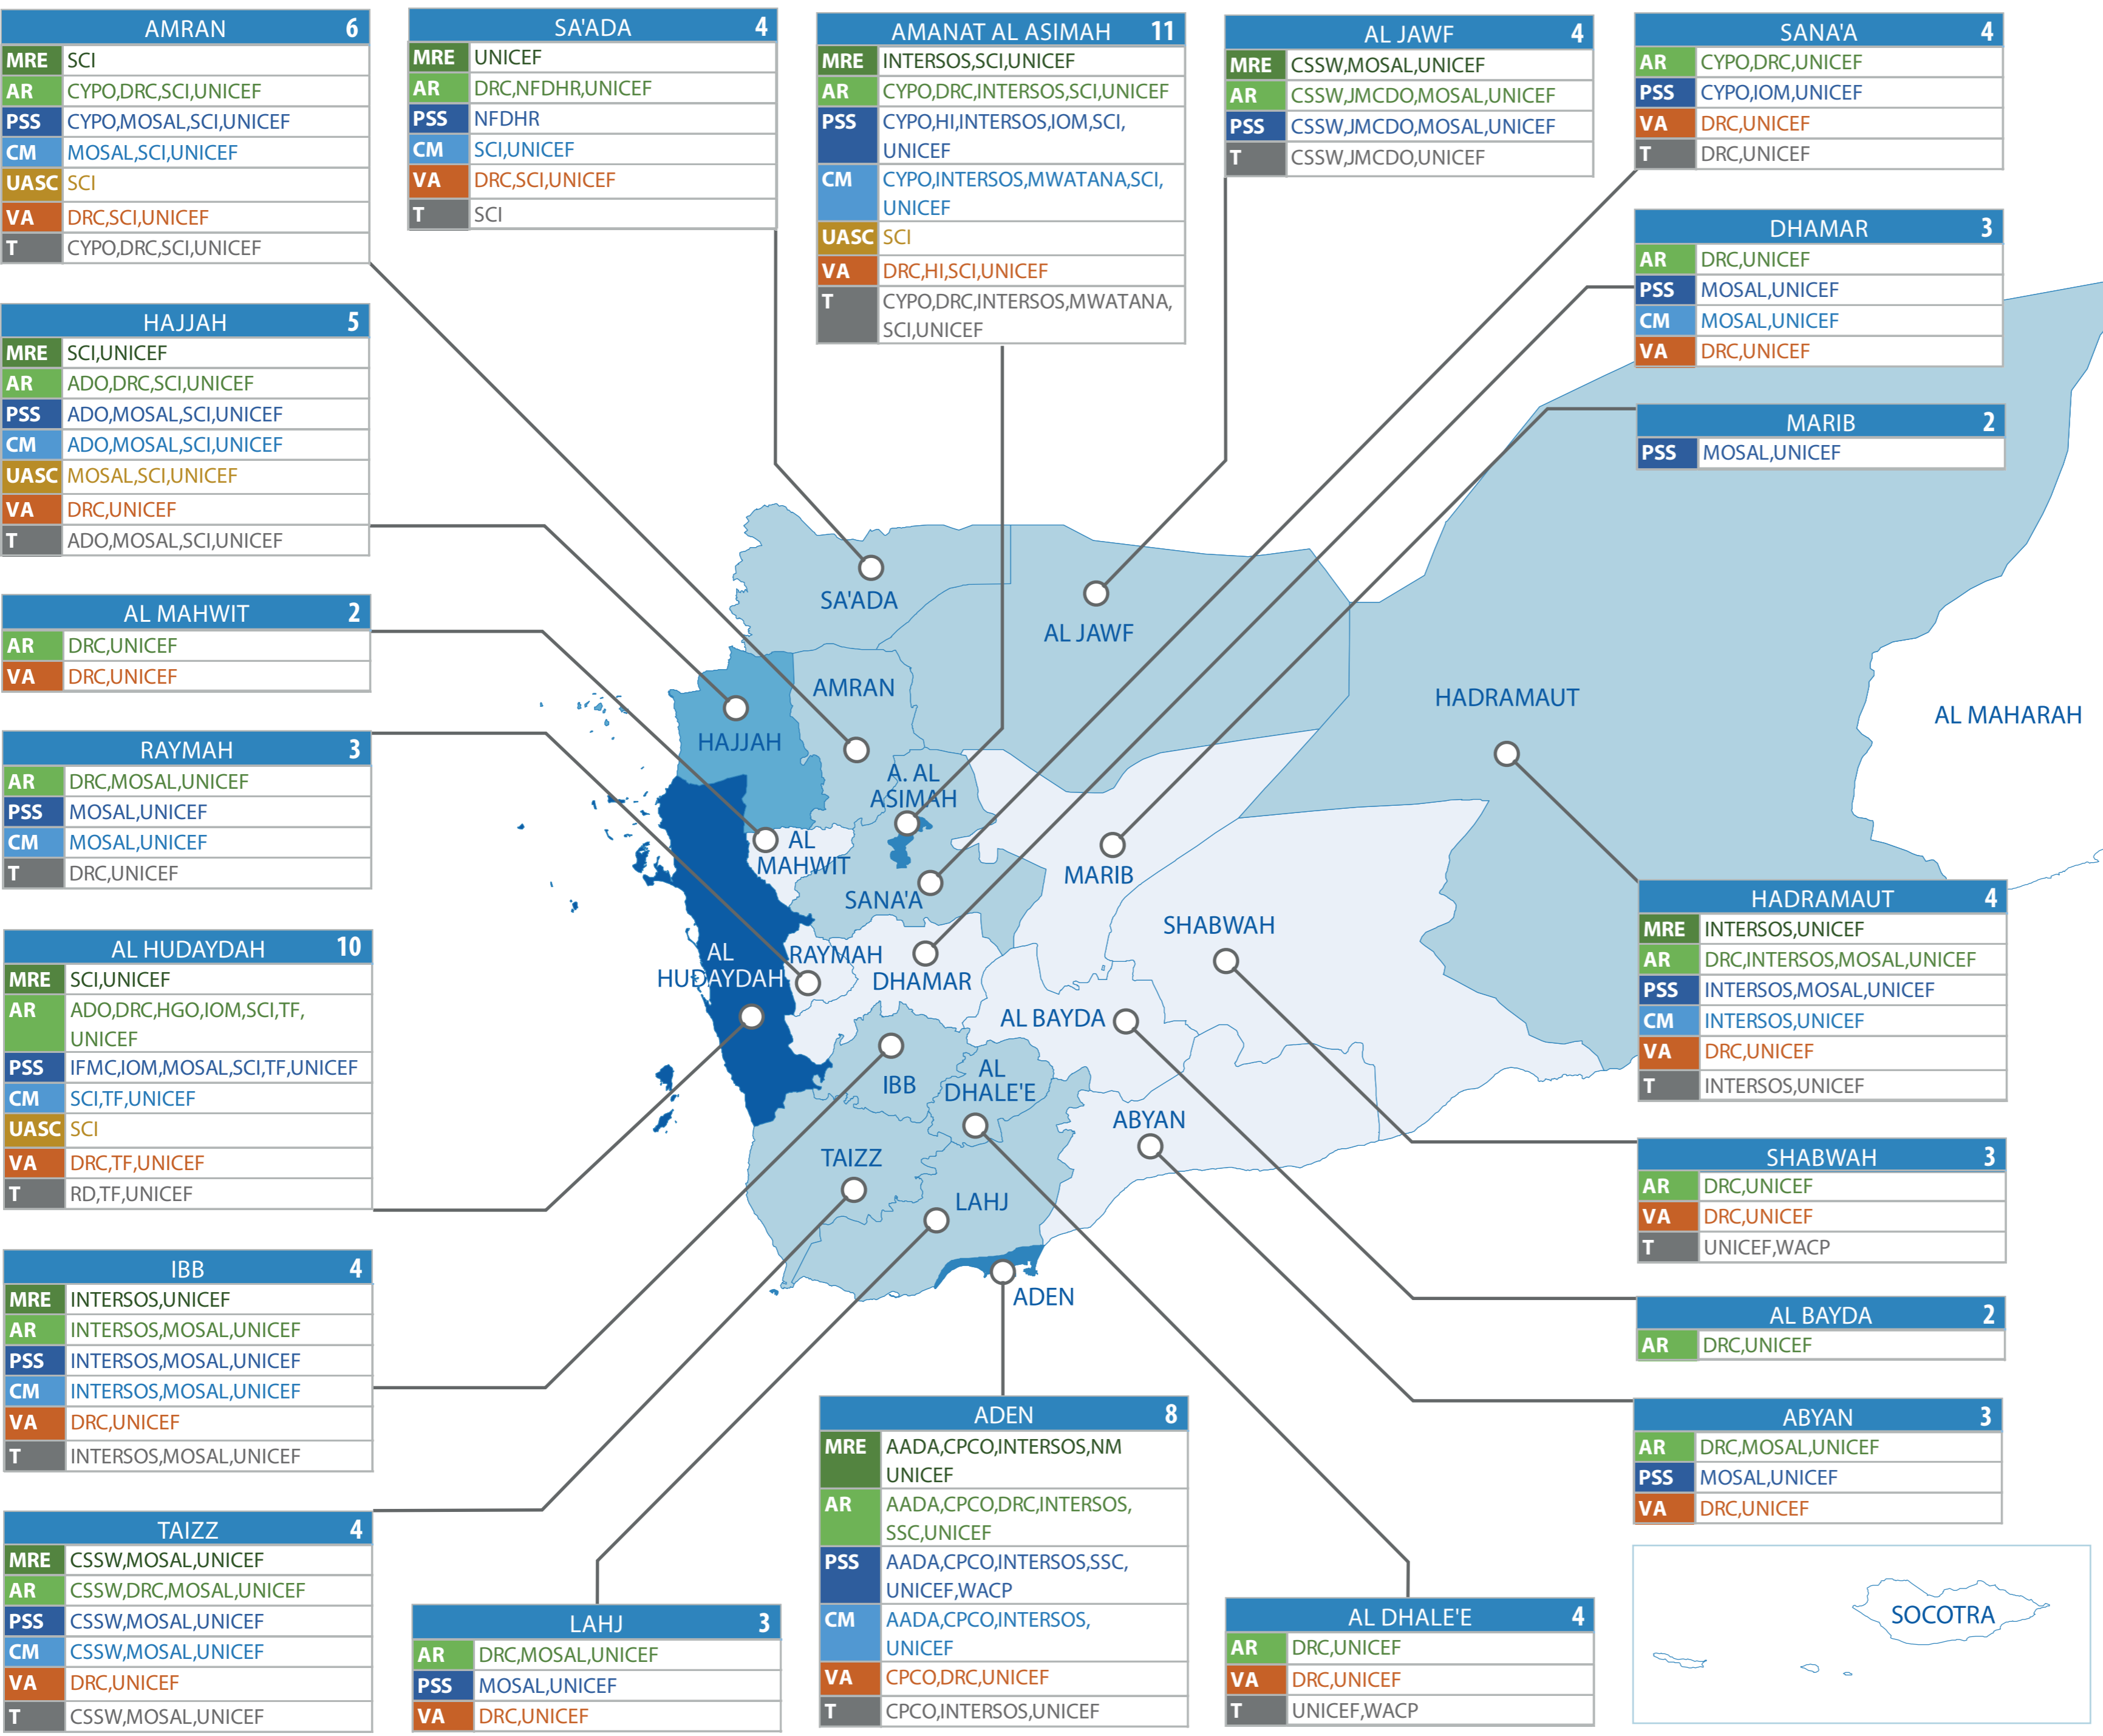 AMRAN 6
MRE SCI
AR CYPO,DRC,SCI,UNICEF
PSS CYPO,MOSAL,SCI,UNICEF
CM MOSAL,SCI,UNICEF
UASC SCI
VA DRC,SCI,UNICEF
T CYPO,DRC,SCI,UNICEF
SA'ADA 4
MRE UNICEF
AR DRC,NFDHR,UNICEF
PSS NFDHR
CM SCI,UNICEF
VA DRC,SCI,UNICEF
T SCI
AMANAT AL ASIMAH 11
MRE INTERSOS,SCI,UNICEF
AR CYPO,DRC,INTERSOS,SCI,UNICEF
PSS CYPO,HI,INTERSOS,IOM,SCI,
UNICEF
CM CYPO,INTERSOS,MWATANA,SCI,
UNICEF
UASC SCI
VA DRC,HI,SCI,UNICEF
T CYPO,DRC,INTERSOS,MWATANA,
SCI,UNICEF
AL JAWF 4
MRE CSSW,MOSAL,UNICEF
AR CSSW,JMCDO,MOSAL,UNICEF
PSS CSSW,JMCDO,MOSAL,UNICEF
T CSSW,JMCDO,UNICEF
SANA'A 4
AR CYPO,DRC,UNICEF
PSS CYPO,IOM,UNICEF
VA DRC,UNICEF
T DRC,UNICEF
DHAMAR 3
AR DRC,UNICEF
PSS MOSAL,UNICEF
CM MOSAL,UNICEF
VA DRC,UNICEF
MARIB 2
PSS MOSAL,UNICEF
HAJJAH 5
MRE SCI,UNICEF
AR ADO,DRC,SCI,UNICEF
PSS ADO,MOSAL,SCI,UNICEF
CM ADO,MOSAL,SCI,UNICEF
UASC MOSAL,SCI,UNICEF
VA DRC,UNICEF
T ADO,MOSAL,SCI,UNICEF
AL MAHWIT 2
AR DRC,UNICEF
VA DRC,UNICEF
RAYMAH 3
AR DRC,MOSAL,UNICEF
PSS MOSAL,UNICEF
CM MOSAL,UNICEF
T DRC,UNICEF
AL HUDAYDAH 10
MRE SCI,UNICEF
AR ADO,DRC,HGO,IOM,SCI,TF,
UNICEF
PSS IFMC,IOM,MOSAL,SCI,TF,UNICEF
CM SCI,TF,UNICEF
UASC SCI
VA DRC,TF,UNICEF
T RD,TF,UNICEF
IBB 4
MRE INTERSOS,UNICEF
AR INTERSOS,MOSAL,UNICEF
PSS INTERSOS,MOSAL,UNICEF
CM INTERSOS,MOSAL,UNICEF
VA DRC,UNICEF
T INTERSOS,MOSAL,UNICEF
TAIZZ 4
MRE CSSW,MOSAL,UNICEF
AR CSSW,DRC,MOSAL,UNICEF
PSS CSSW,MOSAL,UNICEF
CM CSSW,MOSAL,UNICEF
VA DRC,UNICEF
T CSSW,MOSAL,UNICEF
SA'ADA
AL JAWF
AMRAN
HADRAMAUT
AL MAHARAH
HAJJAH
A. AL
ASIMAH
AL
MAHWIT
MARIB
SANA'A
SHABWAH
RAYMAH
AL
HUDAYDAH
DHAMAR
AL BAYDA
IBB
AL
DHALE'E
ABYAN
TAIZZ
LAHJ
ADEN
HADRAMAUT 4
MRE INTERSOS,UNICEF
AR DRC,INTERSOS,MOSAL,UNICEF
PSS INTERSOS,MOSAL,UNICEF
CM INTERSOS,UNICEF
VA DRC,UNICEF
T INTERSOS,UNICEF
SHABWAH 3
AR DRC,UNICEF
VA DRC,UNICEF
T UNICEF,WACP
AL BAYDA 2
AR DRC,UNICEF
ABYAN 3
AR DRC,MOSAL,UNICEF
PSS MOSAL,UNICEF
VA DRC,UNICEF
LAHJ 3
AR DRC,MOSAL,UNICEF
PSS MOSAL,UNICEF
VA DRC,UNICEF
ADEN 8
MRE AADA,CPCO,INTERSOS,NM
UNICEF
AR AADA,CPCO,DRC,INTERSOS,
SSC,UNICEF
PSS AADA,CPCO,INTERSOS,SSC,
UNICEF,WACP
CM AADA,CPCO,INTERSOS,
UNICEF
VA CPCO,DRC,UNICEF
T CPCO,INTERSOS,UNICEF
AL DHALE'E 4
AR DRC,UNICEF
VA DRC,UNICEF
T UNICEF,WACP
SOCOTRA